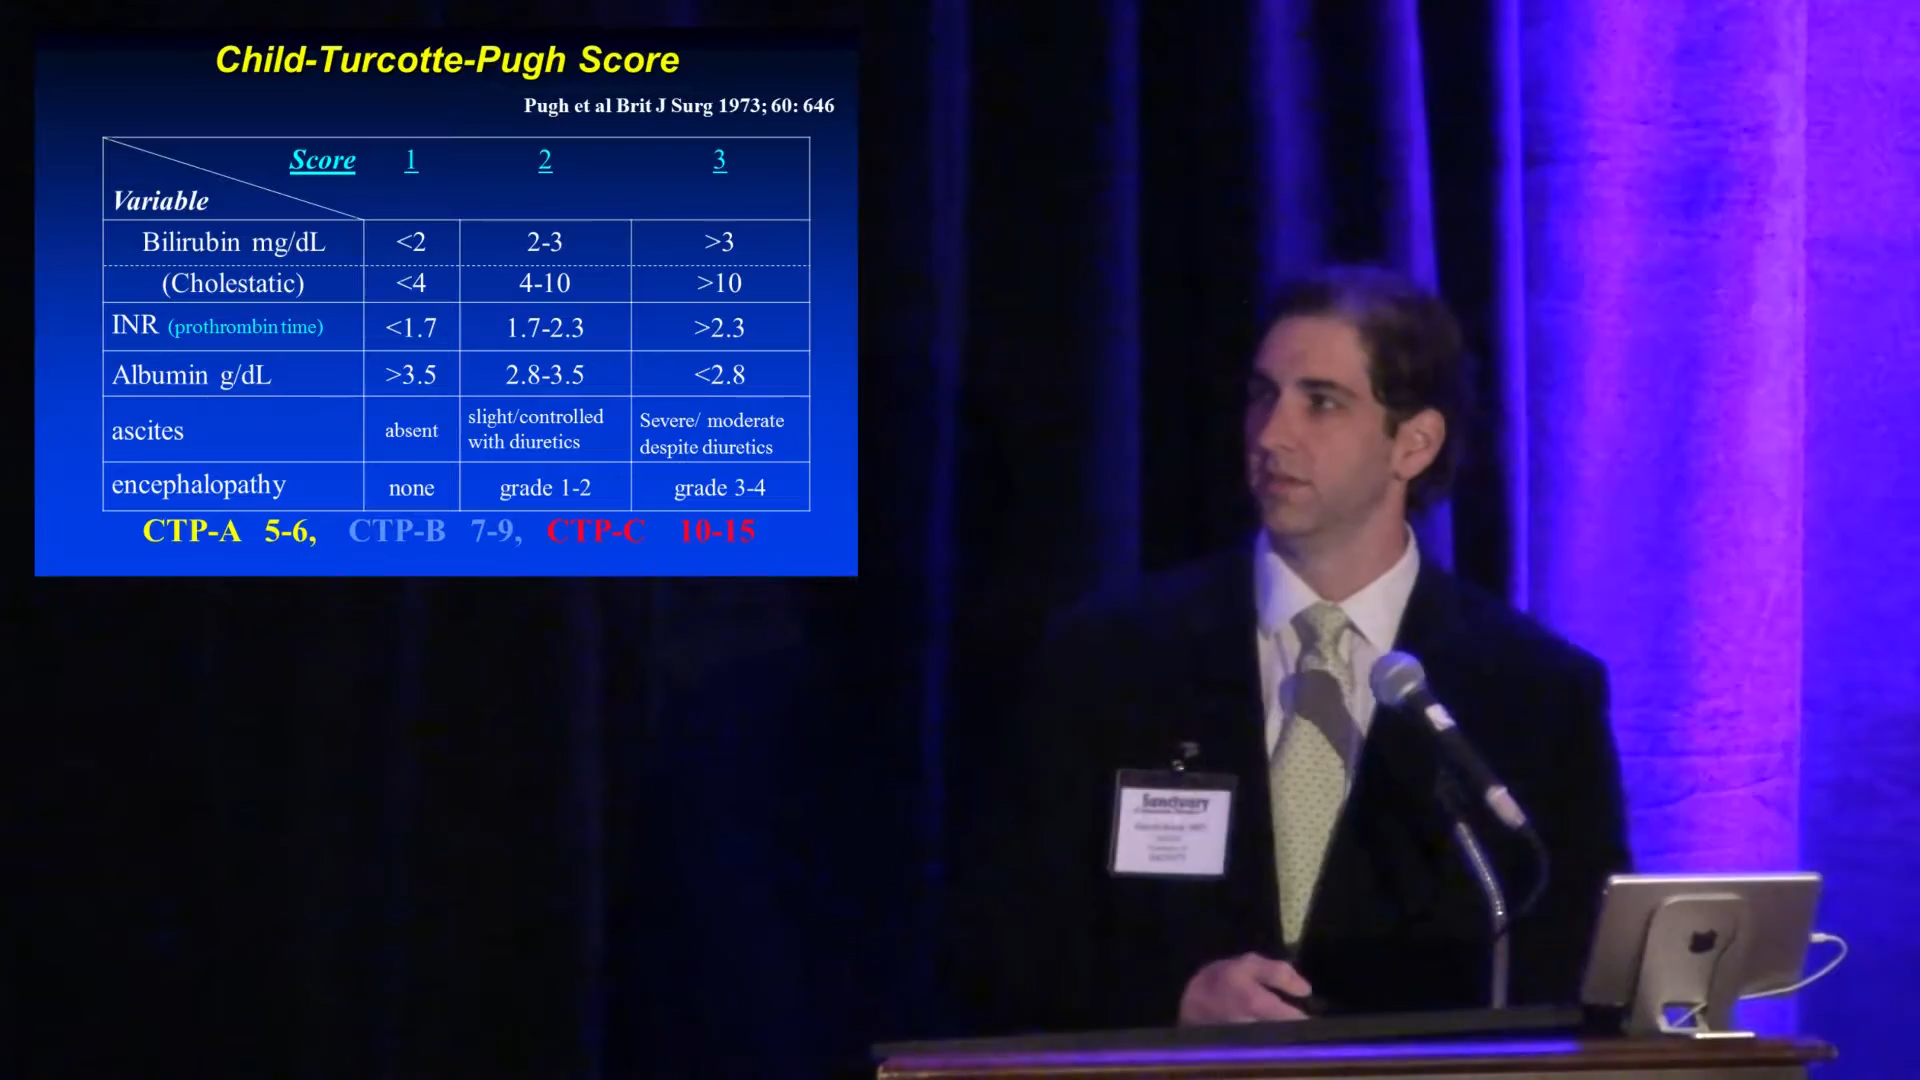 Child-Turcotte-Pugh Score
Pugh et al Brit J Surg 1973; 60: 646
Score 1 2 3
Variable
Bilirubin mg/dL <2 2-3 >3
(Cholestatic) <4 4-10 >10
INR (prothrombin time) <1.7 1.7-2.3 >2.3
Albumin g/dL >3.5 2.8-3.5 <2.8
ascites absent slight/controlled with diuretics Severe/ moderate despite diuretics
encephalopathy none grade 1-2 grade 3-4
CTP-A 5-6, CTP-B 7-9, CTP-C 10-15
Sanctuary